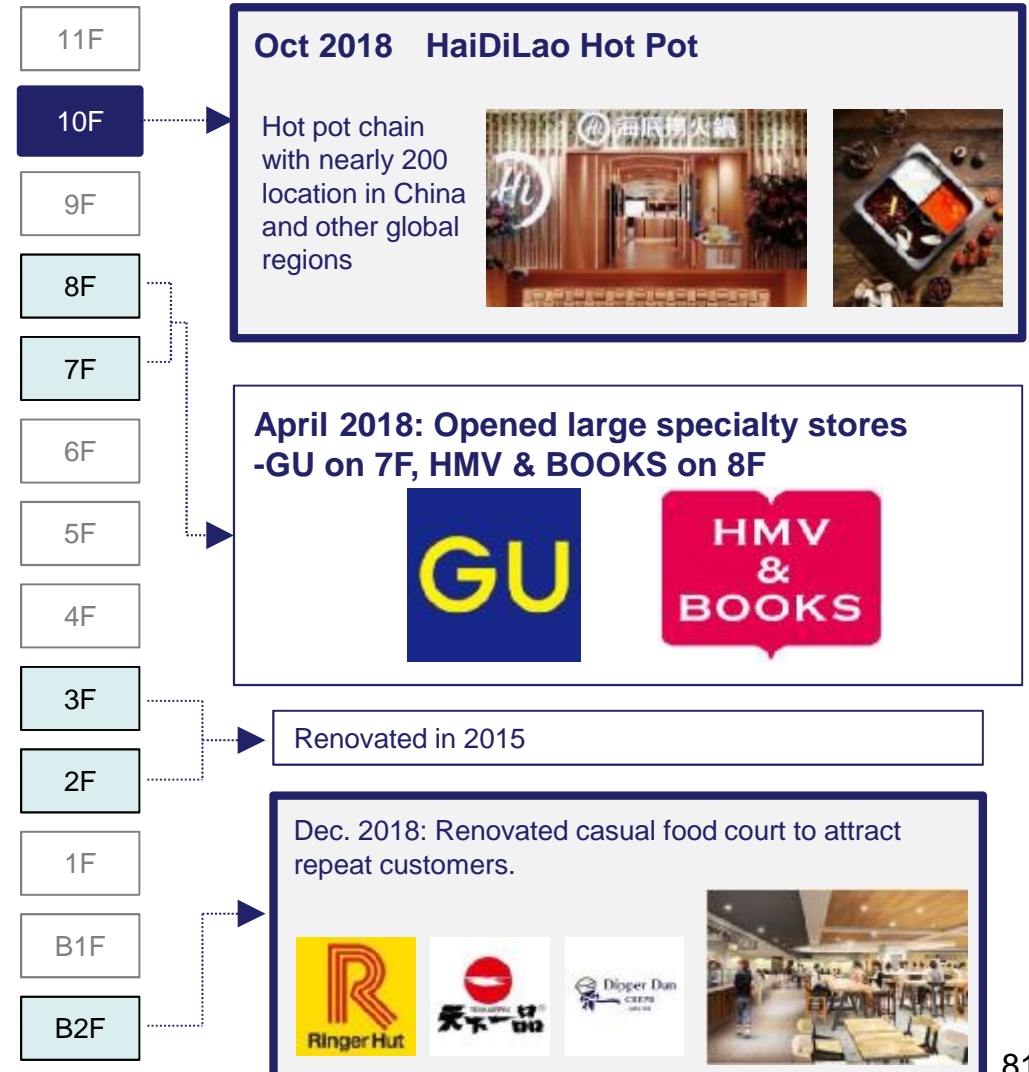 11F
10F
9F
8F
7F
6F
5F
4F
3F
2F
1F
B1F
B2F
Oct 2018 HaiDiLao Hot Pot
Hot pot chain
with nearly 200
location in China
and other global
regions
Hi 海底撈火鍋
Hi
April 2018: Opened large specialty stores
-GU on 7F, HMV & BOOKS on 8F
GU
HMV
&
BOOKS
Renovated in 2015
Dec. 2018: Renovated casual food court to attract
repeat customers.
Ringer Hut
天下一品
Dipper Dan
CREPE
81